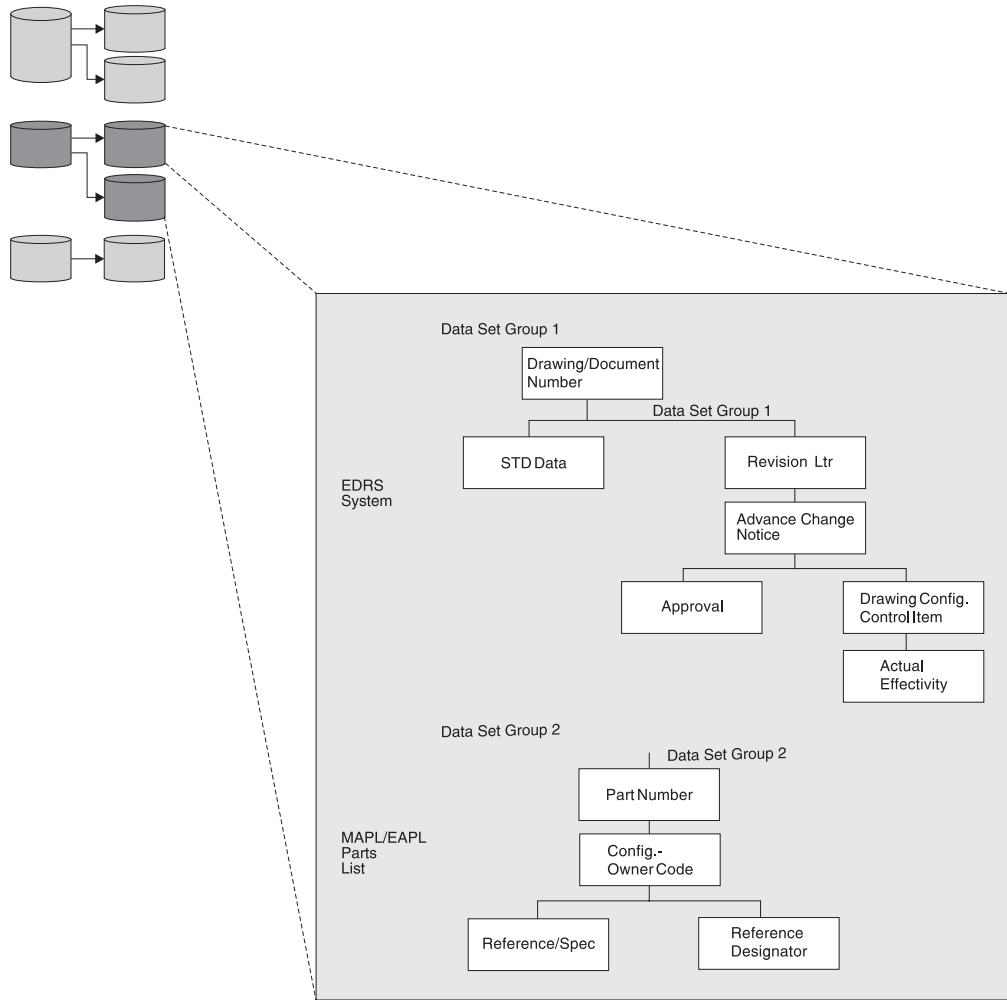 Data Set Group 1
Drawing/Document
Number
Data Set Group 1
STD Data
Revision Ltr
EDRS
System
Advance Change
Notice
Approval
Drawing Config.
Control Item
Actual
Effectivity
Data Set Group 2
Data Set Group 2
Part Number
MAPL/EAPL
Parts
List
Config.-
Owner Code
Reference/Spec
Reference
Designator